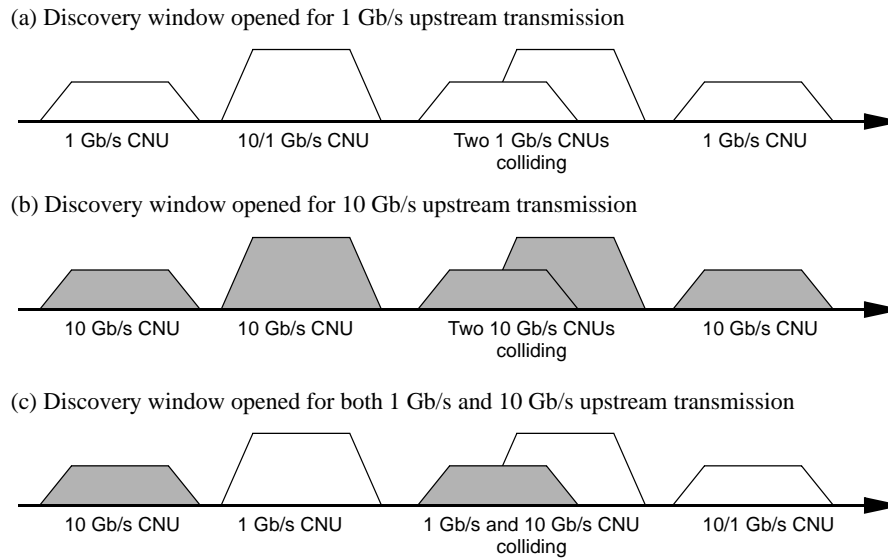 (a) Discovery window opened for 1 Gb/s upstream transmission
1 Gb/s CNU
10/1 Gb/s CNU
Two 1 Gb/s CNUs
colliding
1 Gb/s CNU
(b) Discovery window opened for 10 Gb/s upstream transmission
10 Gb/s CNU
10 Gb/s CNU
Two 10 Gb/s CNUs
colliding
10 Gb/s CNU
(c) Discovery window opened for both 1 Gb/s and 10 Gb/s upstream transmission
10 Gb/s CNU
1 Gb/s CNU
1 Gb/s and 10 Gb/s CNU
colliding
10/1 Gb/s CNU